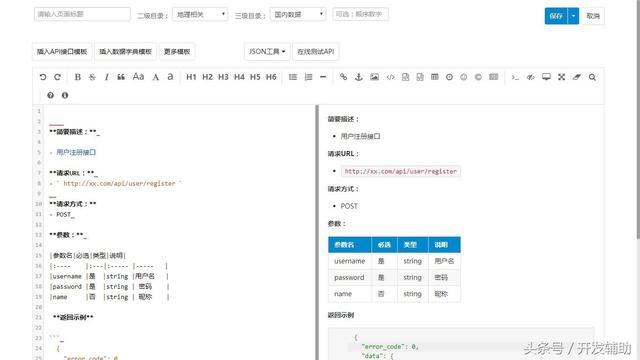 请输入页面标题 二级目录： 地理相关 三级目录： 国内数据 可选：顺序数字 保存 取消
插入API接口模板 插入数据字典模板 更多模板 JSON工具 在线测试API
B S I “ Aa A a H1 H2 H3 H4 H5 H6
1
2
3 **简要描述：**
4
5 - 用户注册接口
6
7 **请求URL：**
8 - ` http://xx.com/api/user/register `
9
10 **请求方式：**
11 - POST
12
13 **参数：**
14
15 |参数名|必选|类型|说明|
16 |:---- |:---|:----- |----- |
17 |username |是 |string |用户名 |
18 |password |是 |string | 密码 |
19 |name |否 |string | 昵称 |
20
21 **返回示例**
22
23 ```
24 {
"error_code": 0,
简要描述：
用户注册接口
请求URL：
http://xx.com/api/user/register
请求方式：
POST
参数：
参数名 必选 类型 说明
username 是 string 用户名
password 是 string 密码
name 否 string 昵称
返回示例
{
"error_code": 0,
"data": {
头条号 / 开发辅助